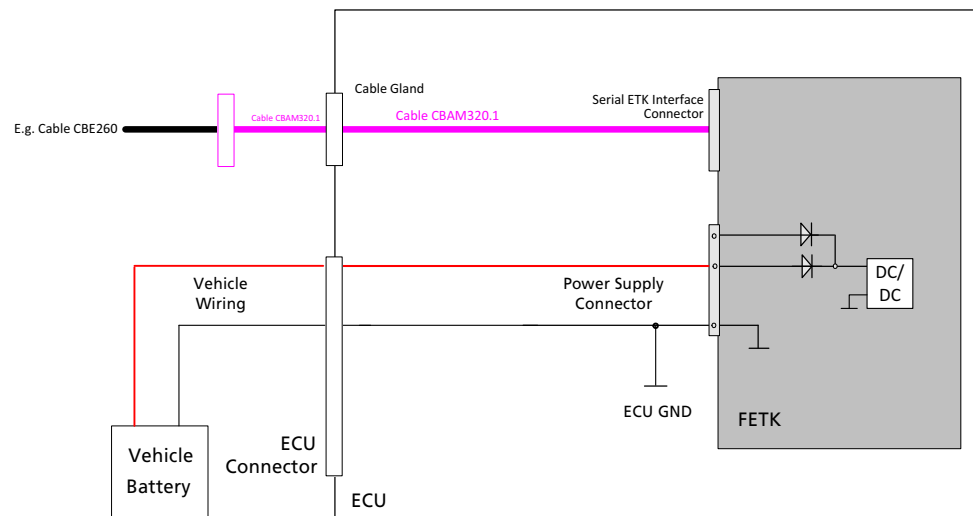 Cable Gland
E.g. Cable CBE260
Cable CBAM320.1
Cable CBAM320.1
Serial ETK Interface
Connector
Vehicle
Wiring
Power Supply
Connector
DC/
DC
ECU GND
FETK
Vehicle
Battery
ECU
Connector
ECU